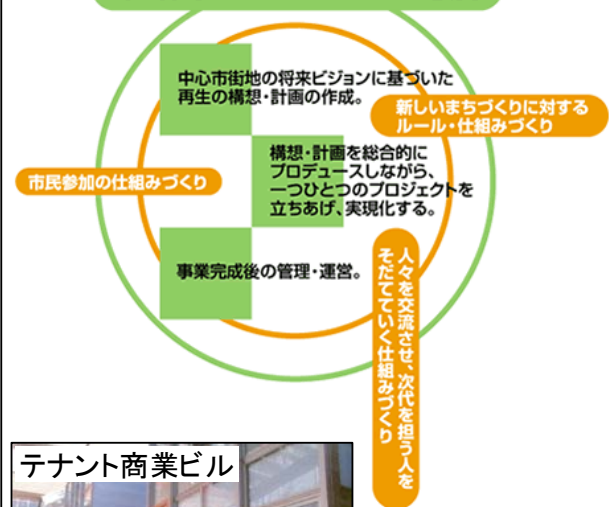 中心市街地の将来ビジョンに基づいた
再生の構想・計画の作成。
新しいまちづくりに対する
ルール・仕組みづくり
構想・計画を総合的に
プロデュースしながら、
一つひとつのプロジェクトを
立ちあげ、実現化する。
市民参加の仕組みづくり
事業完成後の管理・運営。
人々を交流させ、次代を担う人を
そだてていく仕組みづくり
テナント商業ビル